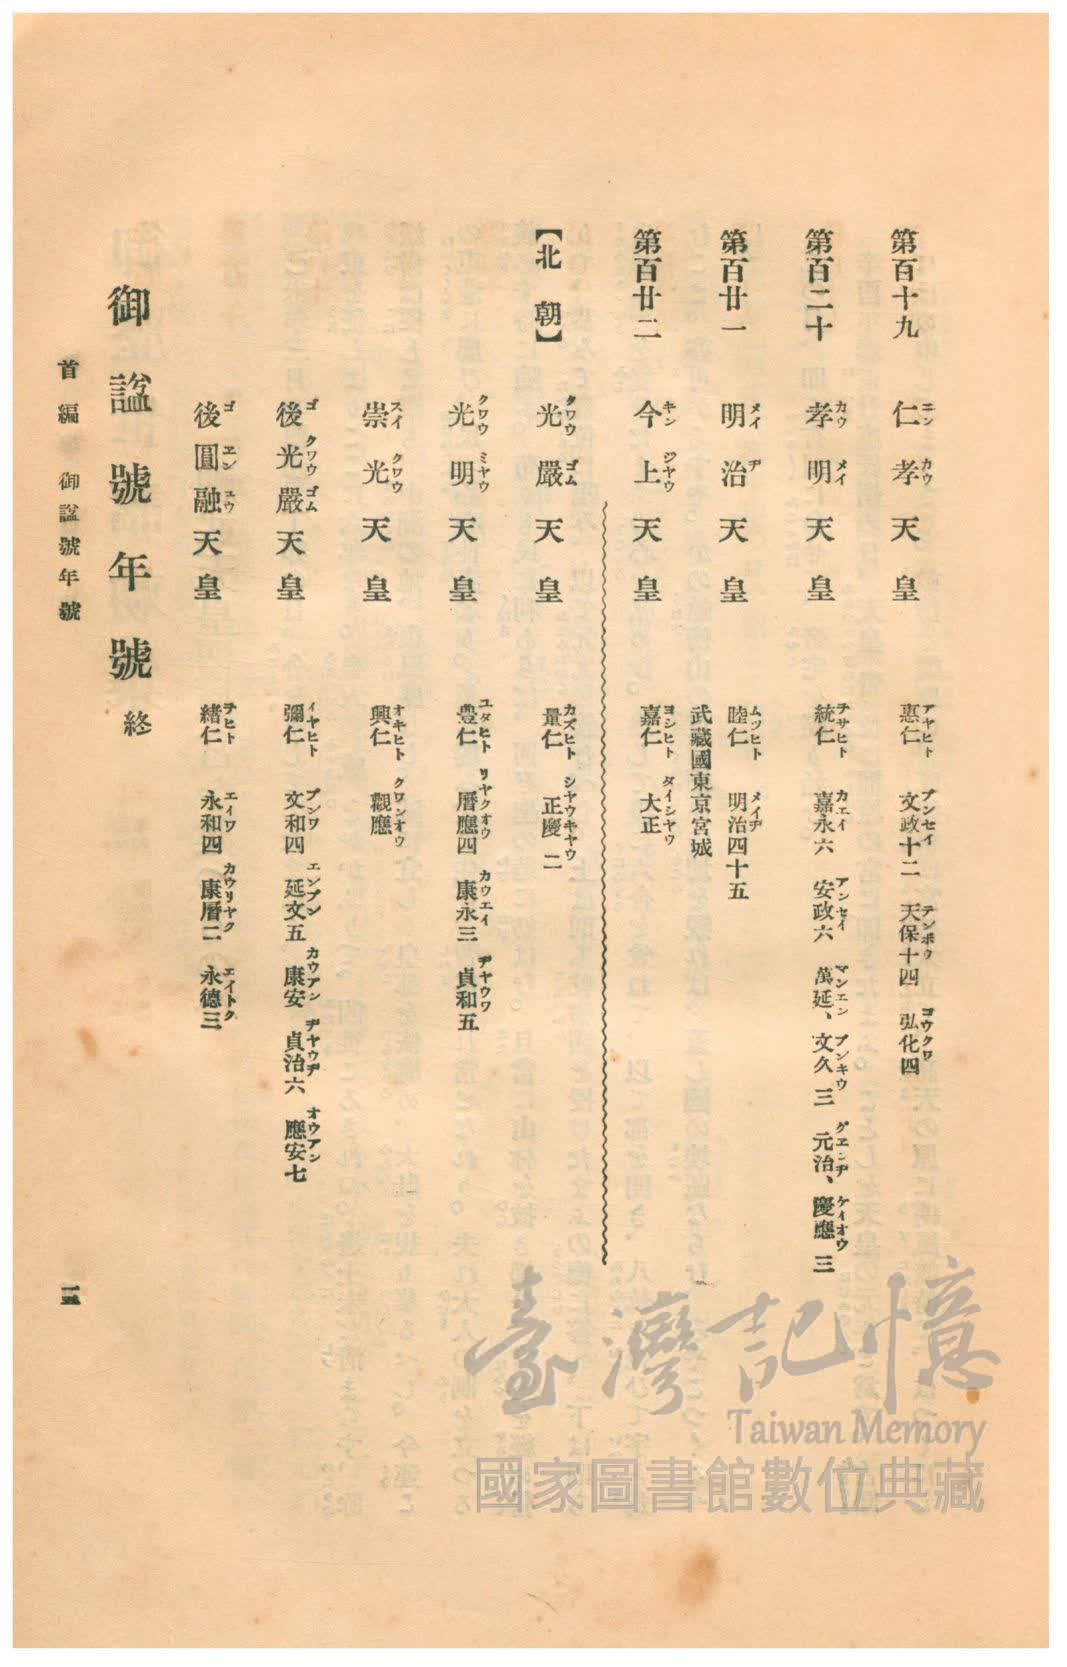 第百十九 仁孝天皇 惠仁 文政十二 天保十四 弘化四
第百二十 孝明天皇 統仁 嘉永六 安政六 萬延、文久三 元治、慶應三
第百廿一 明治天皇 睦仁 明治四十五
武藏國東京宮城
第百廿二 今上天皇 嘉仁 大正
【北朝】 光嚴天皇 量仁 正慶二
光明天皇 豊仁 曆應四 康永三 貞和五
崇光天皇 興仁 觀應
後光嚴天皇 彌仁 文和四 延文五 康安 貞治六 應安七
後圓融天皇 緒仁 永和四 康曆二 永德三
御諡號年號終
首編 御諡號年號
一五
臺灣記憶
Taiwan Memory
國家圖書館數位典藏